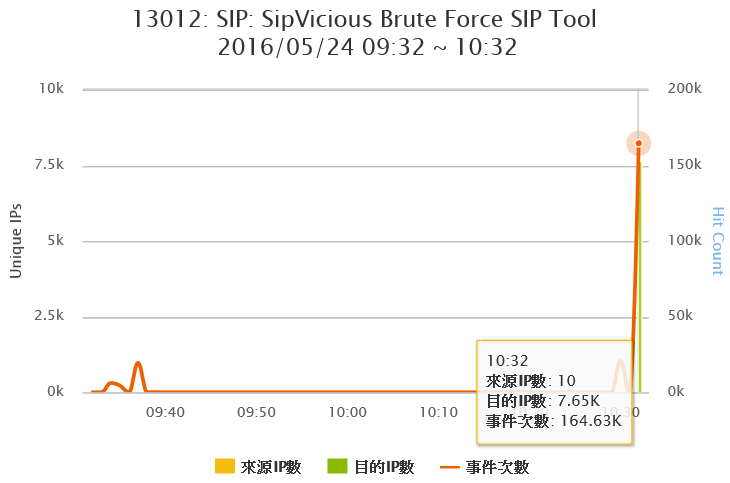 13012: SIP: SipVicious Brute Force SIP Tool
2016/05/24 09:32 ~ 10:32
10k
200k
7.5k
150k
5k
100k
2.5k
50k
0k
0k
Unique IPs
Hit Count
09:40
09:50
10:00
10:10
10:30
10:32
來源IP數: 10
目的IP數: 7.65K
事件次數: 164.63K
來源IP數
目的IP數
事件次數